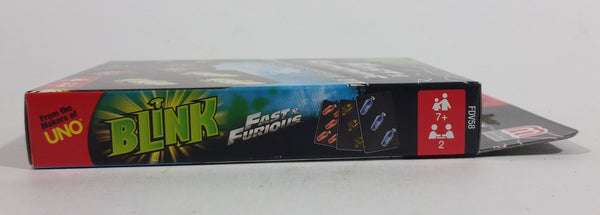 From the
Makers of
UNO
BLINK
FAST &
FURIOUS
7+
2
FDV58